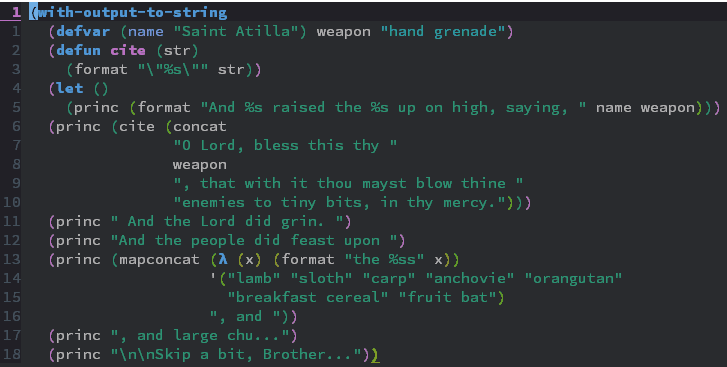 1 (with-output-to-string
1 (defvar (name "Saint Atilla") weapon "hand grenade")
2 (defun cite (str)
3 (format "\"%s\"" str))
4 (let ()
5 (princ (format "And %s raised the %s up on high, saying, " name weapon)))
6 (princ (cite (concat
7 "O Lord, bless this thy "
8 weapon
9 ", that with it thou mayst blow thine "
10 "enemies to tiny bits, in thy mercy.")))
11 (princ " And the Lord did grin. ")
12 (princ "And the people did feast upon ")
13 (princ (mapconcat (λ (x) (format "the %ss" x))
14 '("lamb" "sloth" "carp" "anchovie" "orangutan"
15 "breakfast cereal" "fruit bat")
16 ", and "))
17 (princ ", and large chu...")
18 (princ "\n\nSkip a bit, Brother..."))